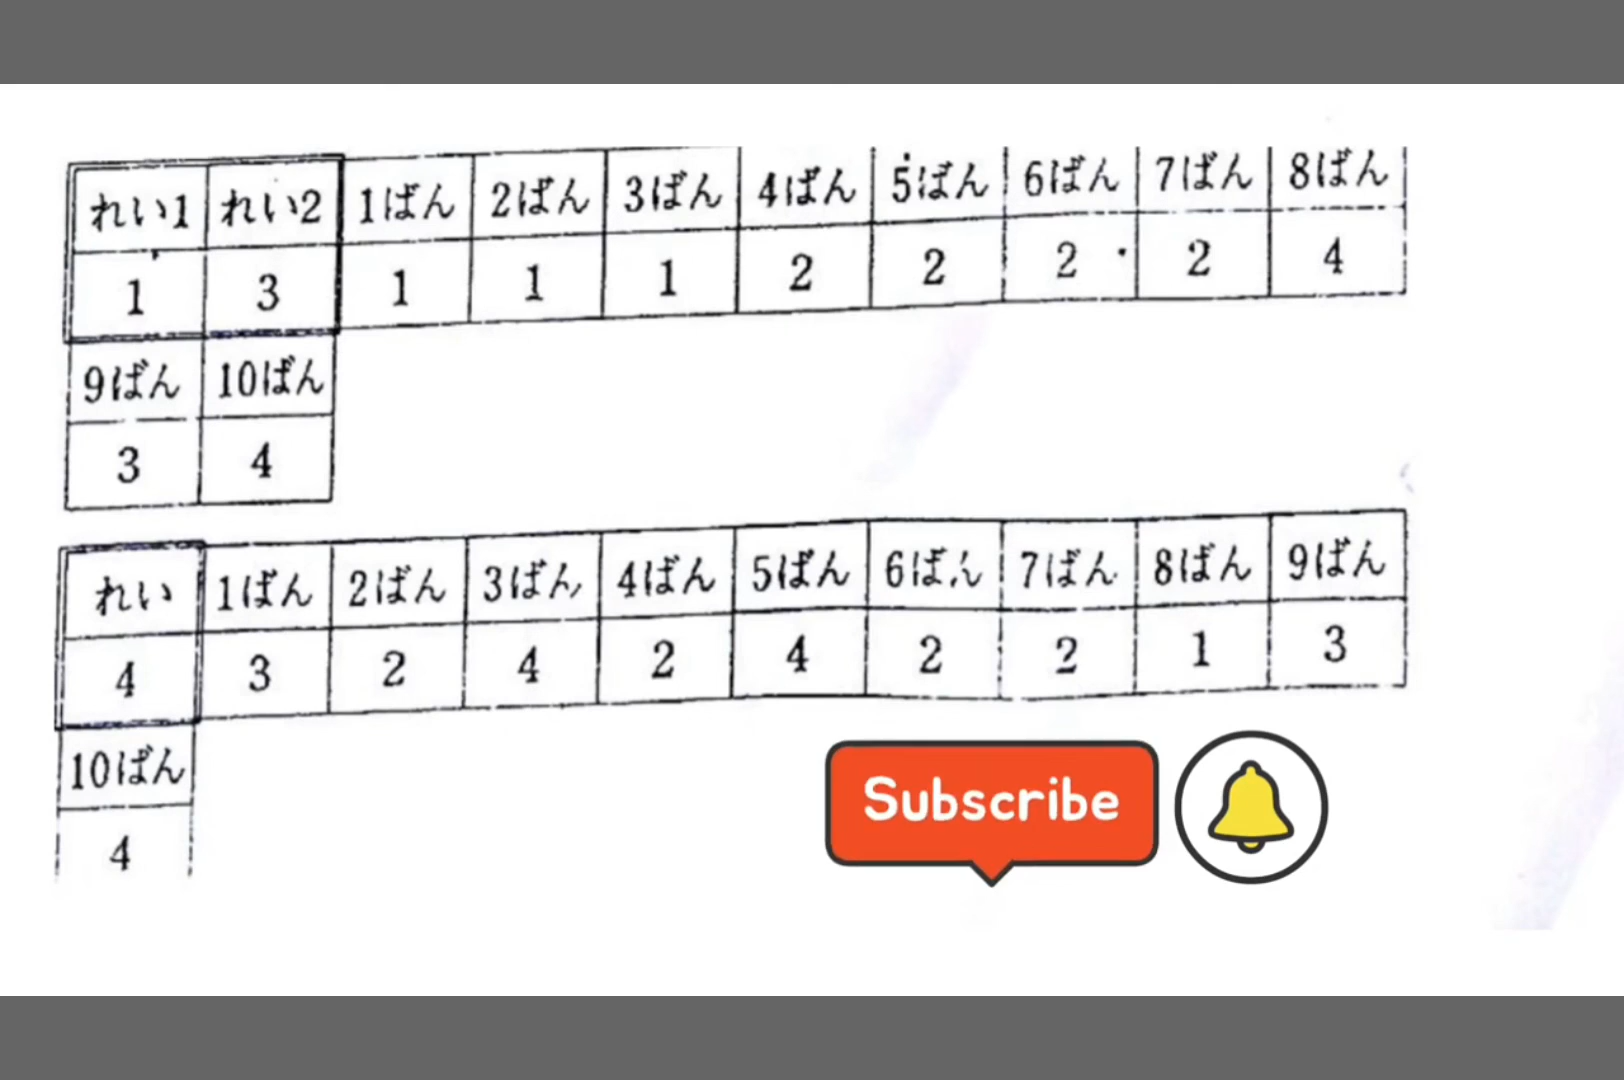 れい1 れい2 1ばん 2ばん 3ばん 4ばん 5ばん 6ばん 7ばん 8ばん
1 3 1 1 1 2 2 2 2 4
9ばん 10ばん
3 4
れい 1ばん 2ばん 3ばん 4ばん 5ばん 6ばん 7ばん 8ばん 9ばん
4 3 2 4 2 4 2 2 1 3
10ばん
4
Subscribe